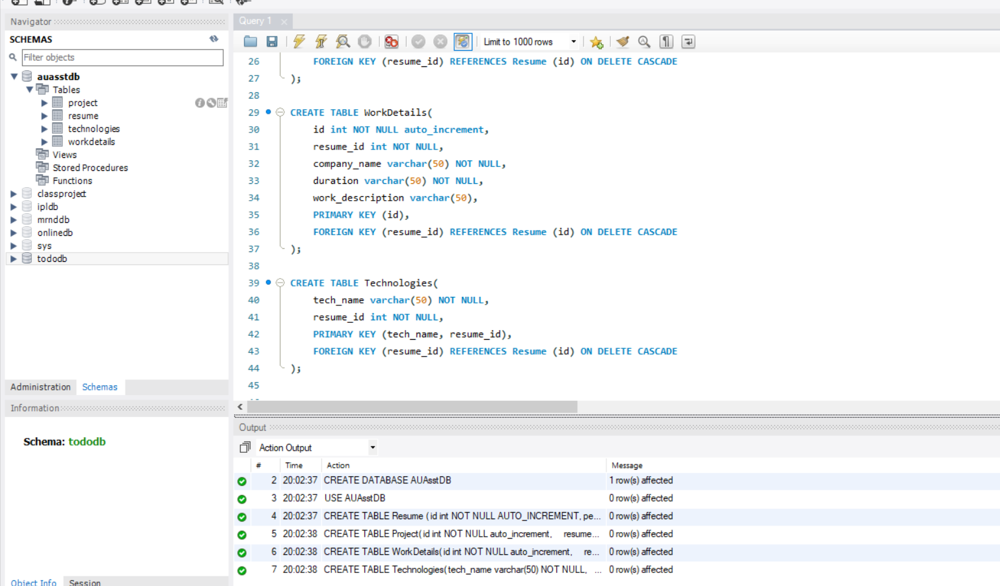 Navigator
SCHEMAS
Filter objects
auasstdb
Tables
project
resume
technologies
workdetails
Views
Stored Procedures
Functions
classproject
ipldb
mrnddb
onlinedb
sys
tododb
Administration Schemas
Information
Schema: tododb
Object Info Session
Query 1
Limit to 1000 rows
26 FOREIGN KEY (resume_id) REFERENCES Resume (id) ON DELETE CASCADE
27 );
28
29 CREATE TABLE WorkDetails(
30 id int NOT NULL auto_increment,
31 resume_id int NOT NULL,
32 company_name varchar(50) NOT NULL,
33 duration varchar(50) NOT NULL,
34 work_description varchar(50),
35 PRIMARY KEY (id),
36 FOREIGN KEY (resume_id) REFERENCES Resume (id) ON DELETE CASCADE
37 );
38
39 CREATE TABLE Technologies(
40 tech_name varchar(50) NOT NULL,
41 resume_id int NOT NULL,
42 PRIMARY KEY (tech_name, resume_id),
43 FOREIGN KEY (resume_id) REFERENCES Resume (id) ON DELETE CASCADE
44 );
45
Output
Action Output
# Time Action Message
2 20:02:37 CREATE DATABASE AUAsstDB 1 row(s) affected
3 20:02:37 USE AUAsstDB 0 row(s) affected
4 20:02:37 CREATE TABLE Resume ( id int NOT NULL AUTO_INCREMENT, pe... 0 row(s) affected
5 20:02:38 CREATE TABLE Project( id int NOT NULL auto_increment, resume... 0 row(s) affected
6 20:02:38 CREATE TABLE WorkDetails( id int NOT NULL auto_increment, re... 0 row(s) affected
7 20:02:38 CREATE TABLE Technologies( tech_name varchar(50) NOT NULL, ... 0 row(s) affected